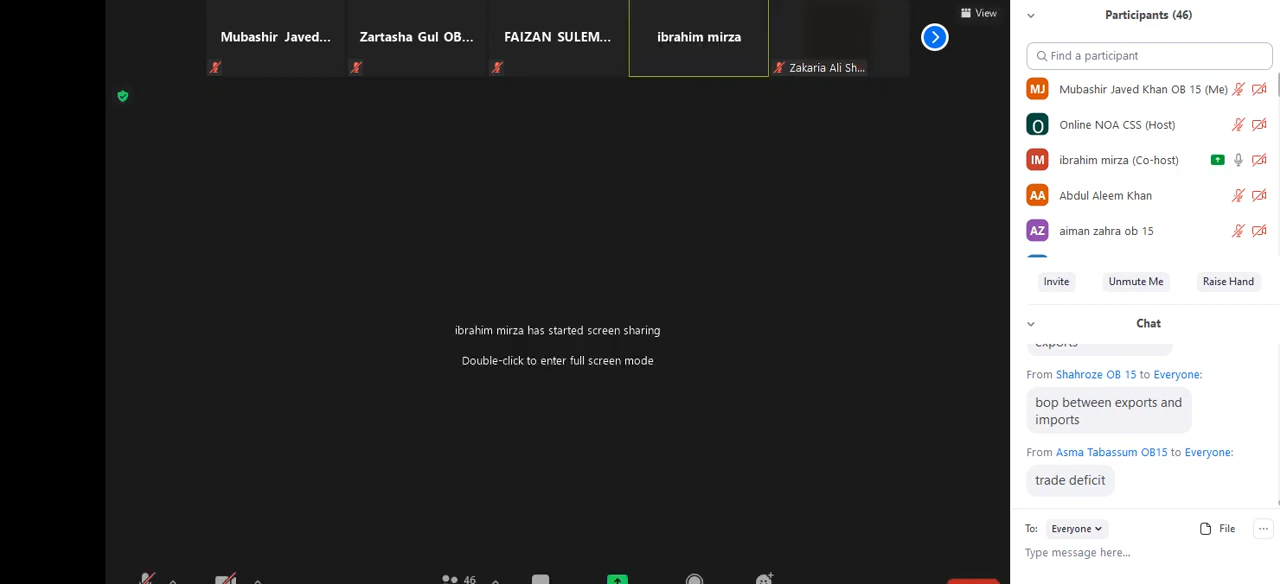 Mubashir Javed...
Zartasha Gul OB...
FAIZAN SULEM...
ibrahim mirza
Zakaria Ali Sh...
View
ibrahim mirza has started screen sharing
Double-click to enter full screen mode
46
Participants (46)
Find a participant
MJ Mubashir Javed Khan OB 15 (Me)
O Online NOA CSS (Host)
IM ibrahim mirza (Co-host)
AA Abdul Aleem Khan
AZ aiman zahra ob 15
Invite Unmute Me Raise Hand
Chat
exports
From Shahroze OB 15 to Everyone:
bop between exports and
imports
From Asma Tabassum OB15 to Everyone:
trade deficit
To: Everyone File ...
Type message here...